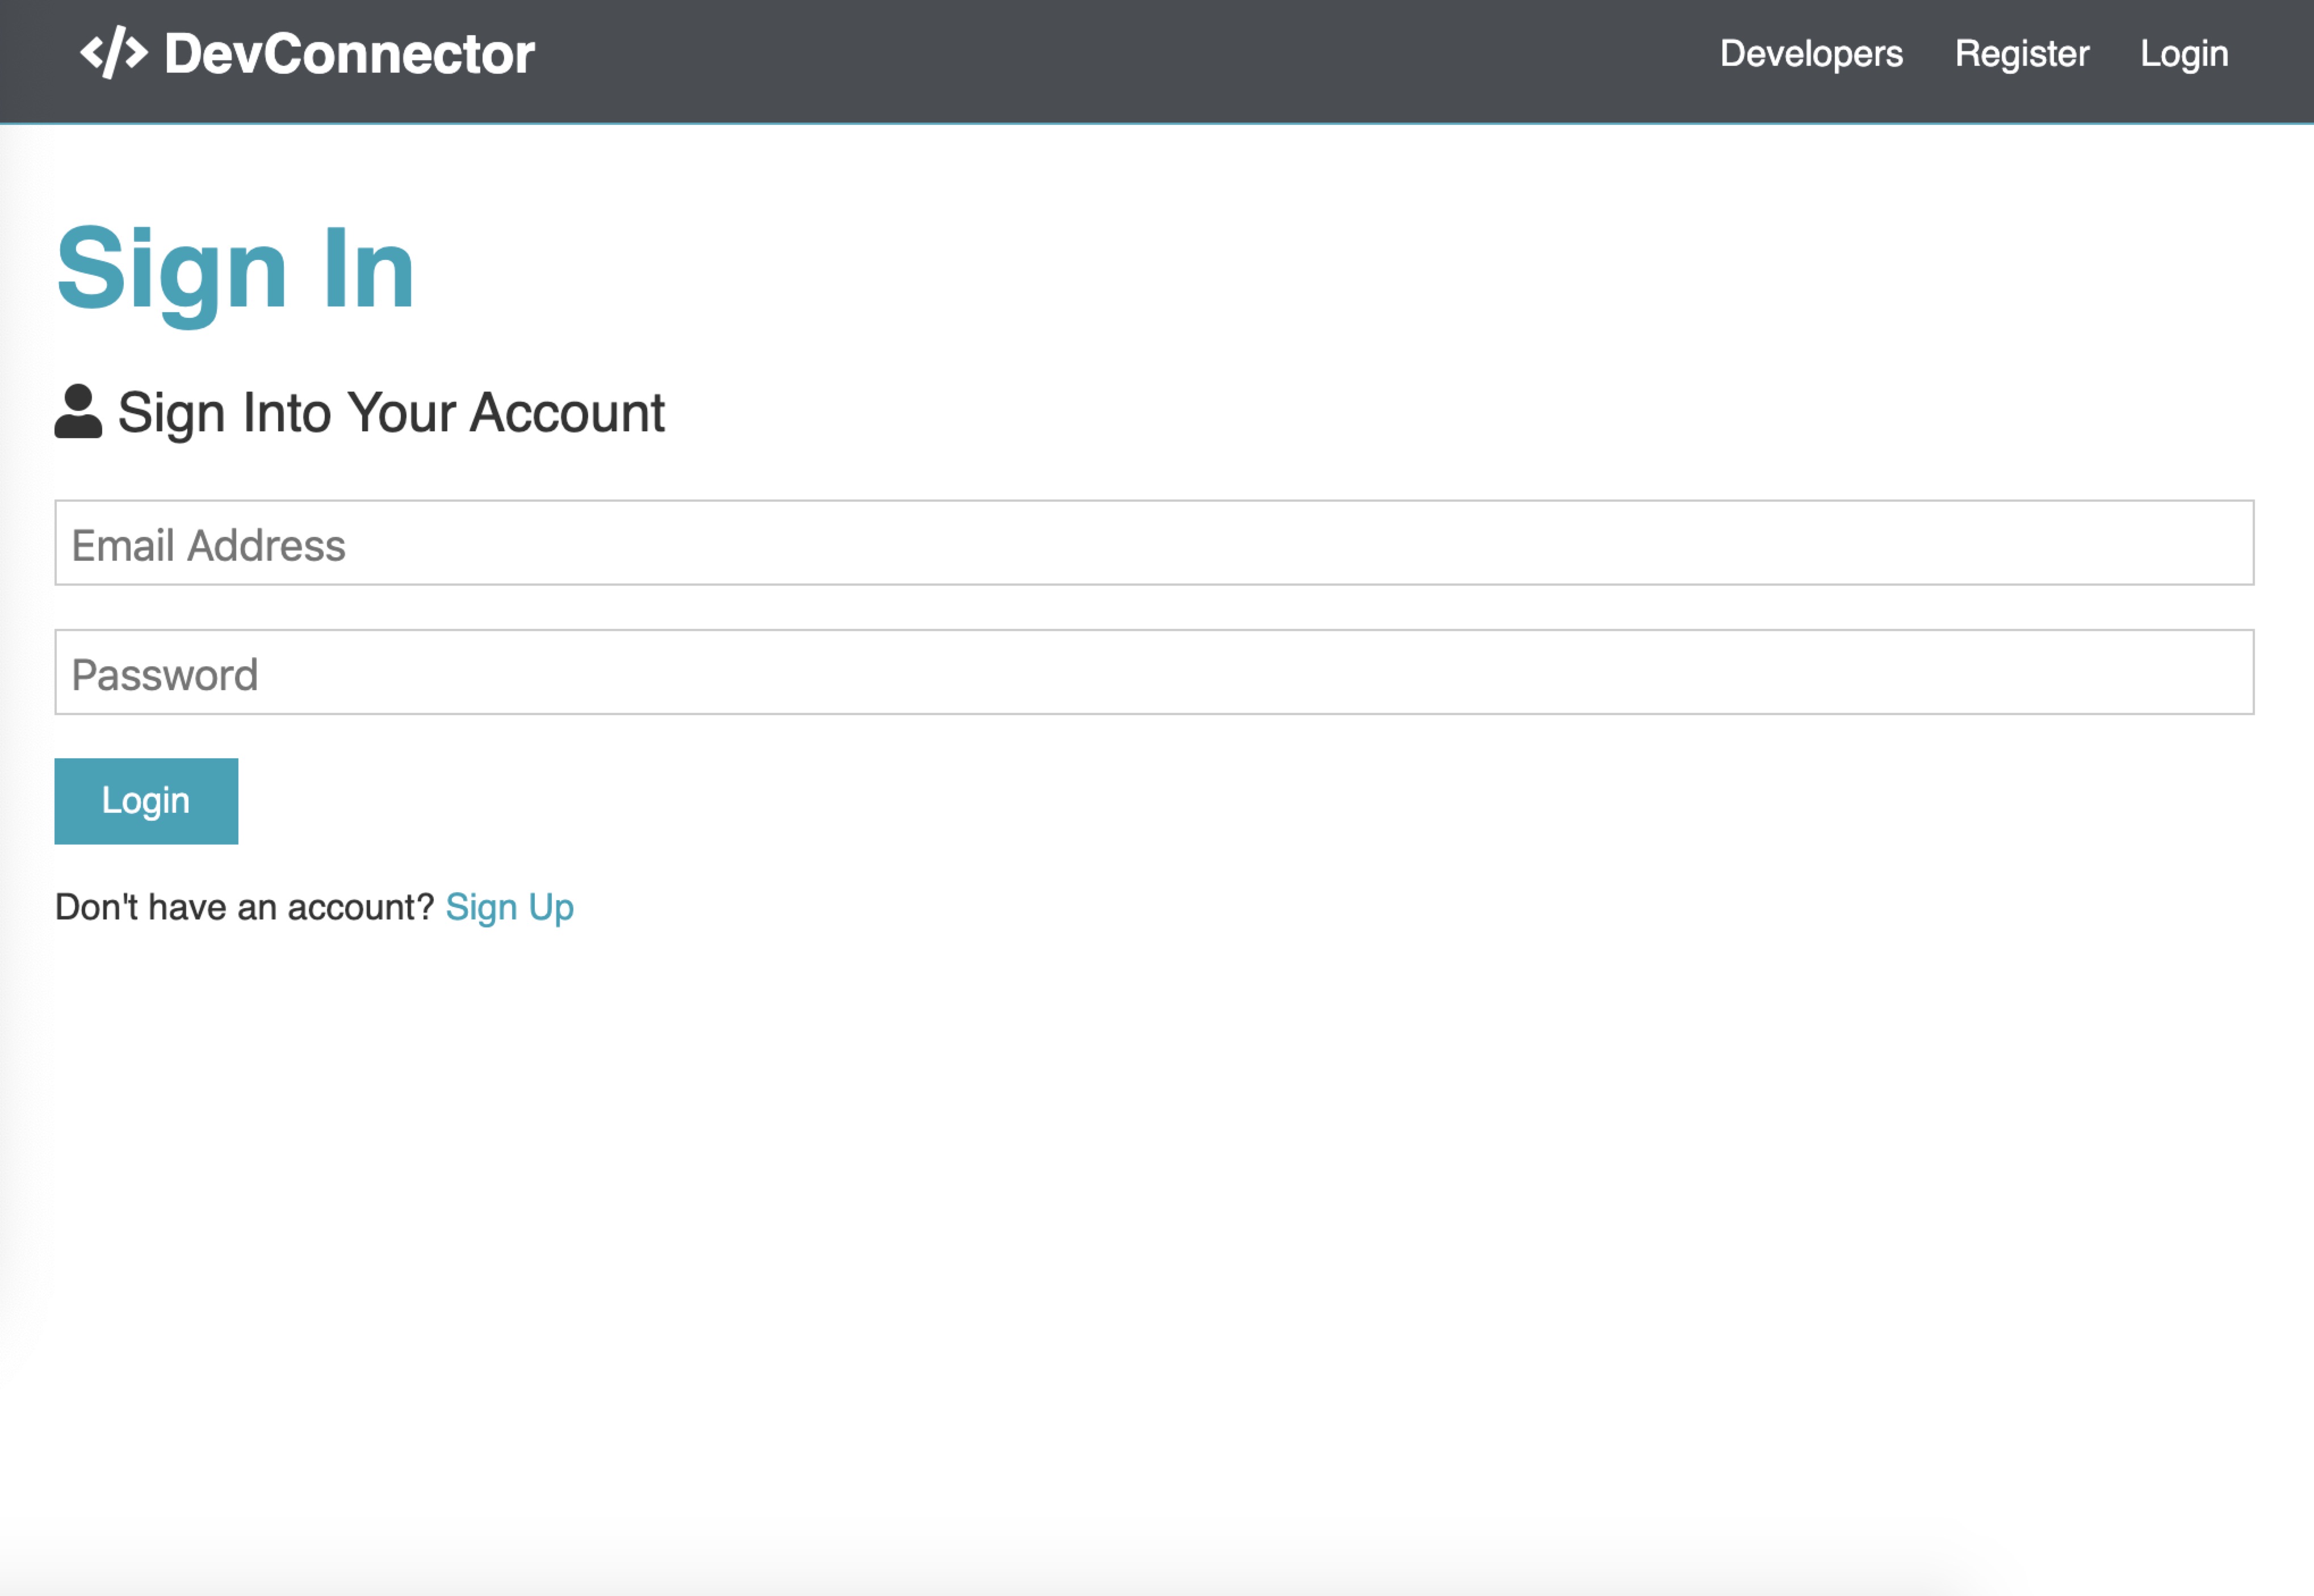 </> DevConnector
Developers Register Login
Sign In
Sign Into Your Account
Email Address
Password
Login
Don't have an account? Sign Up